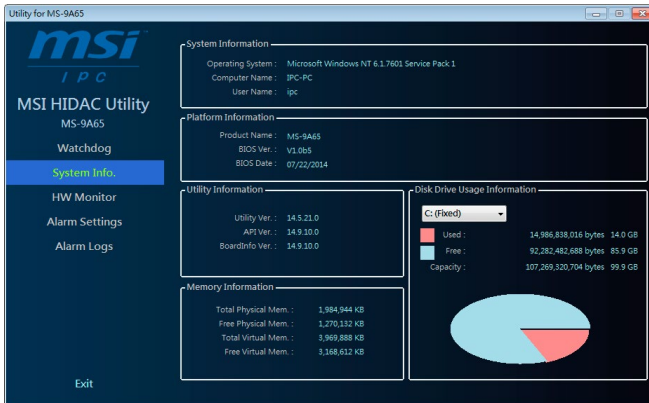 Utility for MS-9A65
msi
IPC
MSI HIDAC Utility
MS-9A65
Watchdog
System Info.
HW Monitor
Alarm Settings
Alarm Logs
Exit
System Information
Operating System : Microsoft Windows NT 6.1.7601 Service Pack 1
Computer Name : IPC-PC
User Name : ipc
Platform Information
Product Name : MS-9A65
BIOS Ver. : V1.0b5
BIOS Date : 07/22/2014
Utility Information
Utility Ver. : 14.5.21.0
API Ver. : 14.9.10.0
BoardInfo Ver. : 14.9.10.0
Memory Information
Total Physical Mem. : 1,984,944 KB
Free Physical Mem. : 1,270,132 KB
Total Virtual Mem. : 3,969,888 KB
Free Virtual Mem. : 3,168,612 KB
Disk Drive Usage Information
C: (Fixed)
Used : 14,986,838,016 bytes 14.0 GB
Free : 92,282,482,688 bytes 85.9 GB
Capacity : 107,269,320,704 bytes 99.9 GB